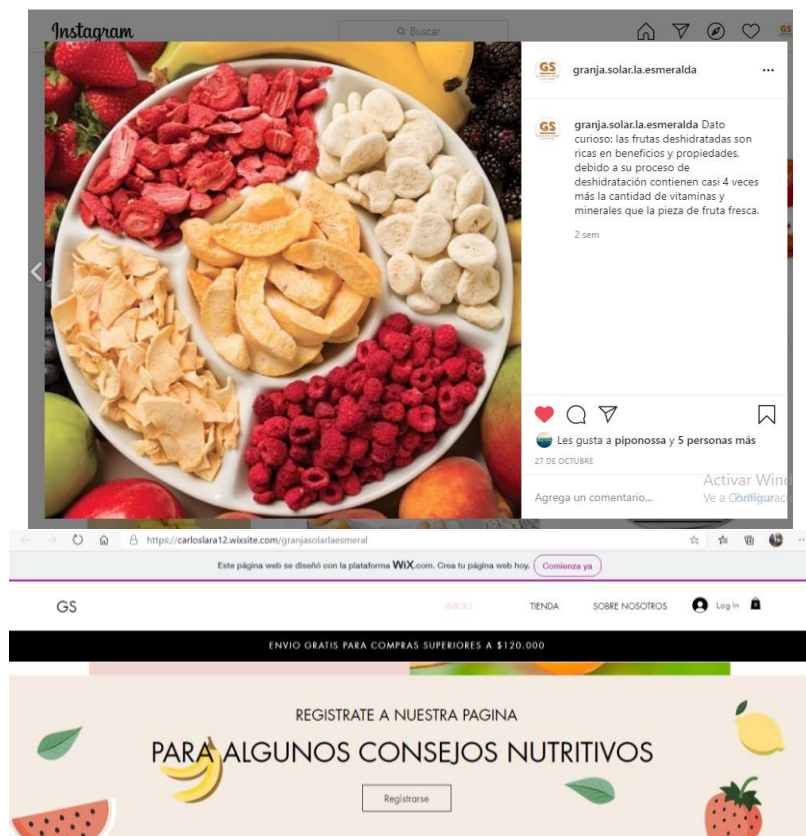 Instagram
Buscar
GS
GS
granja.solar.la.esmeralda
...
GS
granja.solar.la.esmeralda Dato
curioso: las frutas deshidratadas son
ricas en beneficios y propiedades,
debido a su proceso de
deshidratación contienen casi 4 veces
más la cantidad de vitaminas y
minerales que la pieza de fruta fresca.
2 sem
Les gusta a piponossa y 5 personas más
27 DE OCTUBRE
Activar Wind
Agrega un comentario...
Ve a Configurac
Publicar
https://carloslara12.wixsite.com/granjasolarlaesmeral
Este página web se diseñó con la plataforma WiX.com. Crea tu página web hoy.
Comienza ya
GS
INICIO
TIENDA
SOBRE NOSOTROS
Log In
ENVIO GRATIS PARA COMPRAS SUPERIORES A $120.000
REGISTRATE A NUESTRA PAGINA
PARA ALGUNOS CONSEJOS NUTRITIVOS
Registrarse